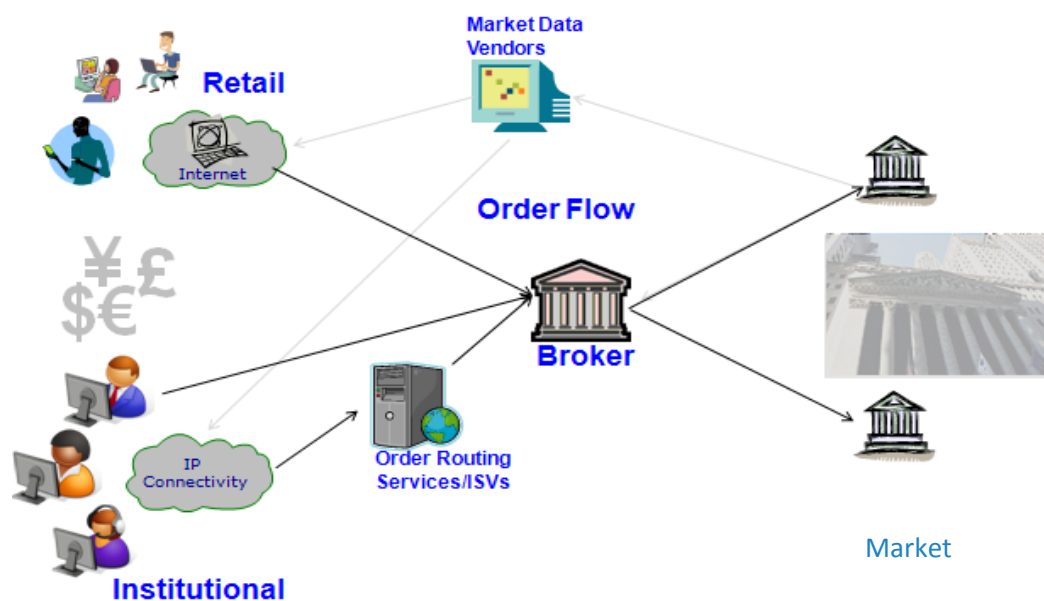 Market Data
Vendors
Retail
Internet
Order Flow
¥ £
$ €
Broker
IP
Connectivity
Order Routing
Services/ISVs
Market
Institutional